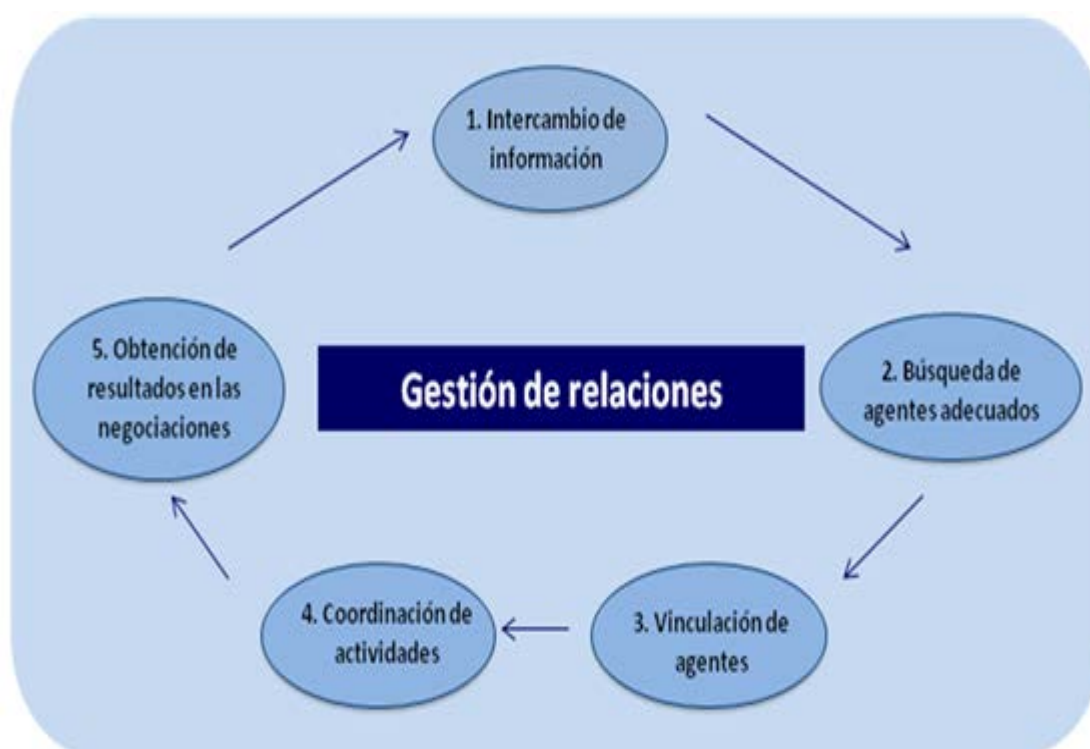 1. Intercambio de
información
2. Búsqueda de
agentes adecuados
3. Vinculación de
agentes
4. Coordinación de
actividades
5. Obtención de
resultados en las
negociaciones
Gestión de relaciones